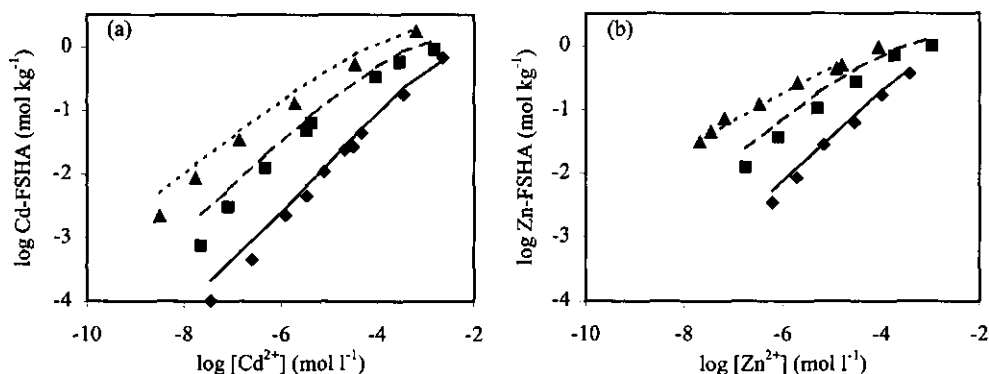 (a)
log Cd-FSHA (mol kg⁻¹)
0
-1
-2
-3
-4
-10 -8 -6 -4 -2
log [Cd²⁺] (mol l⁻¹)
(b)
log Zn-FSHA (mol kg⁻¹)
0
-1
-2
-3
-4
-10 -8 -6 -4 -2
log [Zn²⁺] (mol l⁻¹)